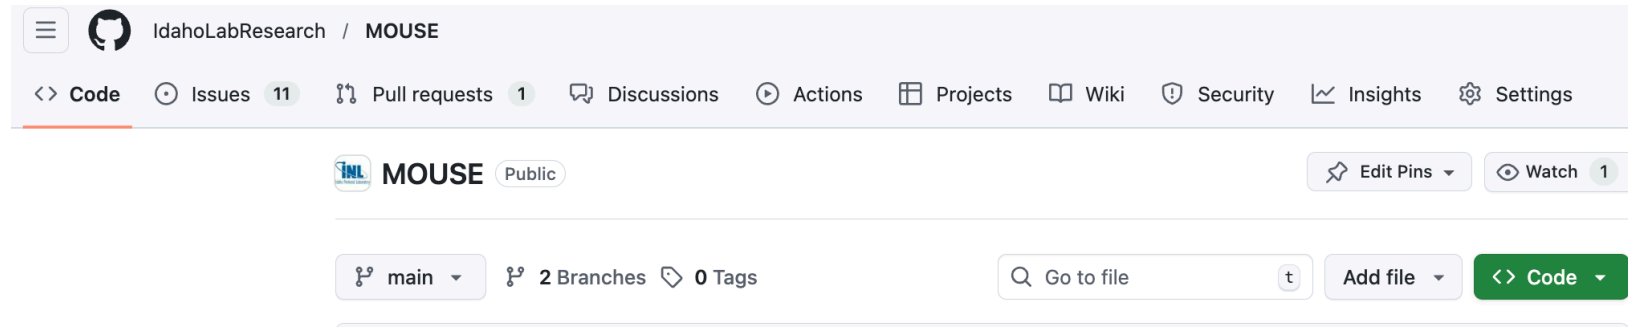 IdahoLabResearch / MOUSE
Code Issues 11 Pull requests 1 Discussions Actions Projects Wiki Security Insights Settings
INL MOUSE Public Edit Pins Watch 1
main 2 Branches 0 Tags Go to file t Add file Code